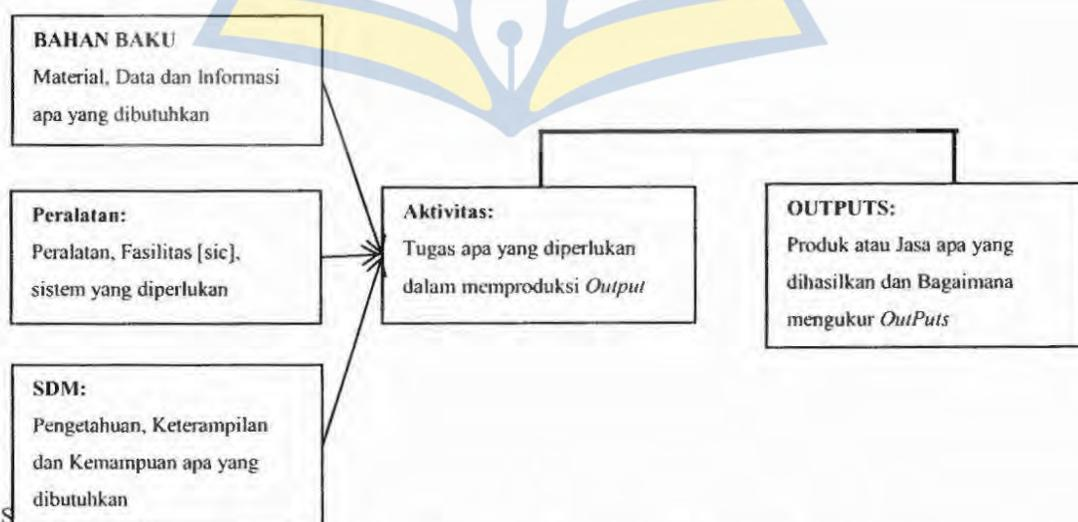 BAHAN BAKU
Material, Data dan Informasi
apa yang dibutuhkan
Peralatan:
Peralatan, Fasilitas [sic],
sistem yang diperlukan
SDM:
Pengetahuan, Keterampilan
dan Kemampuan apa yang
dibutuhkan
S
Aktivitas:
Tugas apa yang diperlukan
dalam memproduksi Output
OUTPUTS:
Produk atau Jasa apa yang
dihasilkan dan Bagaimana
mengukur OutPuts